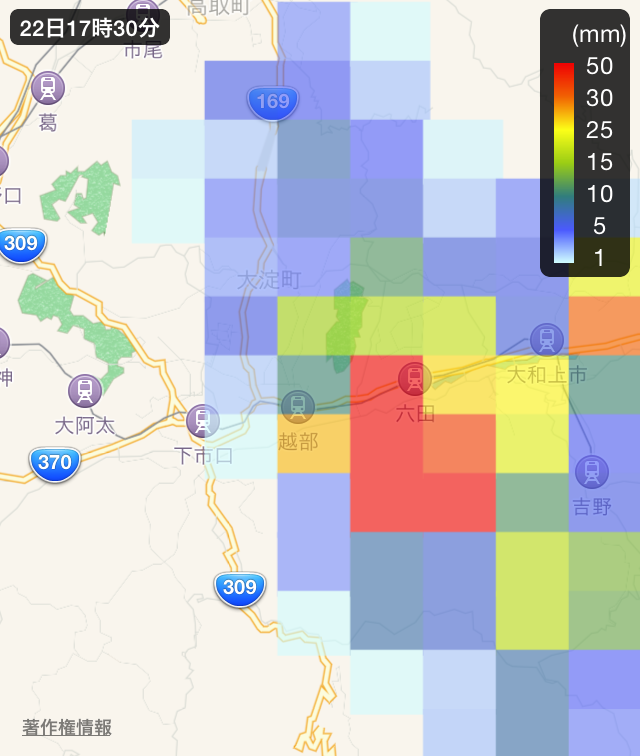 高取町
22日17時30分
市尾
(mm)
50
30
25
15
10
5
1
葛
169
口
309
大淀町
神
大和上市
六田
大阿太
越部
下市口
370
吉野
309
著作権情報